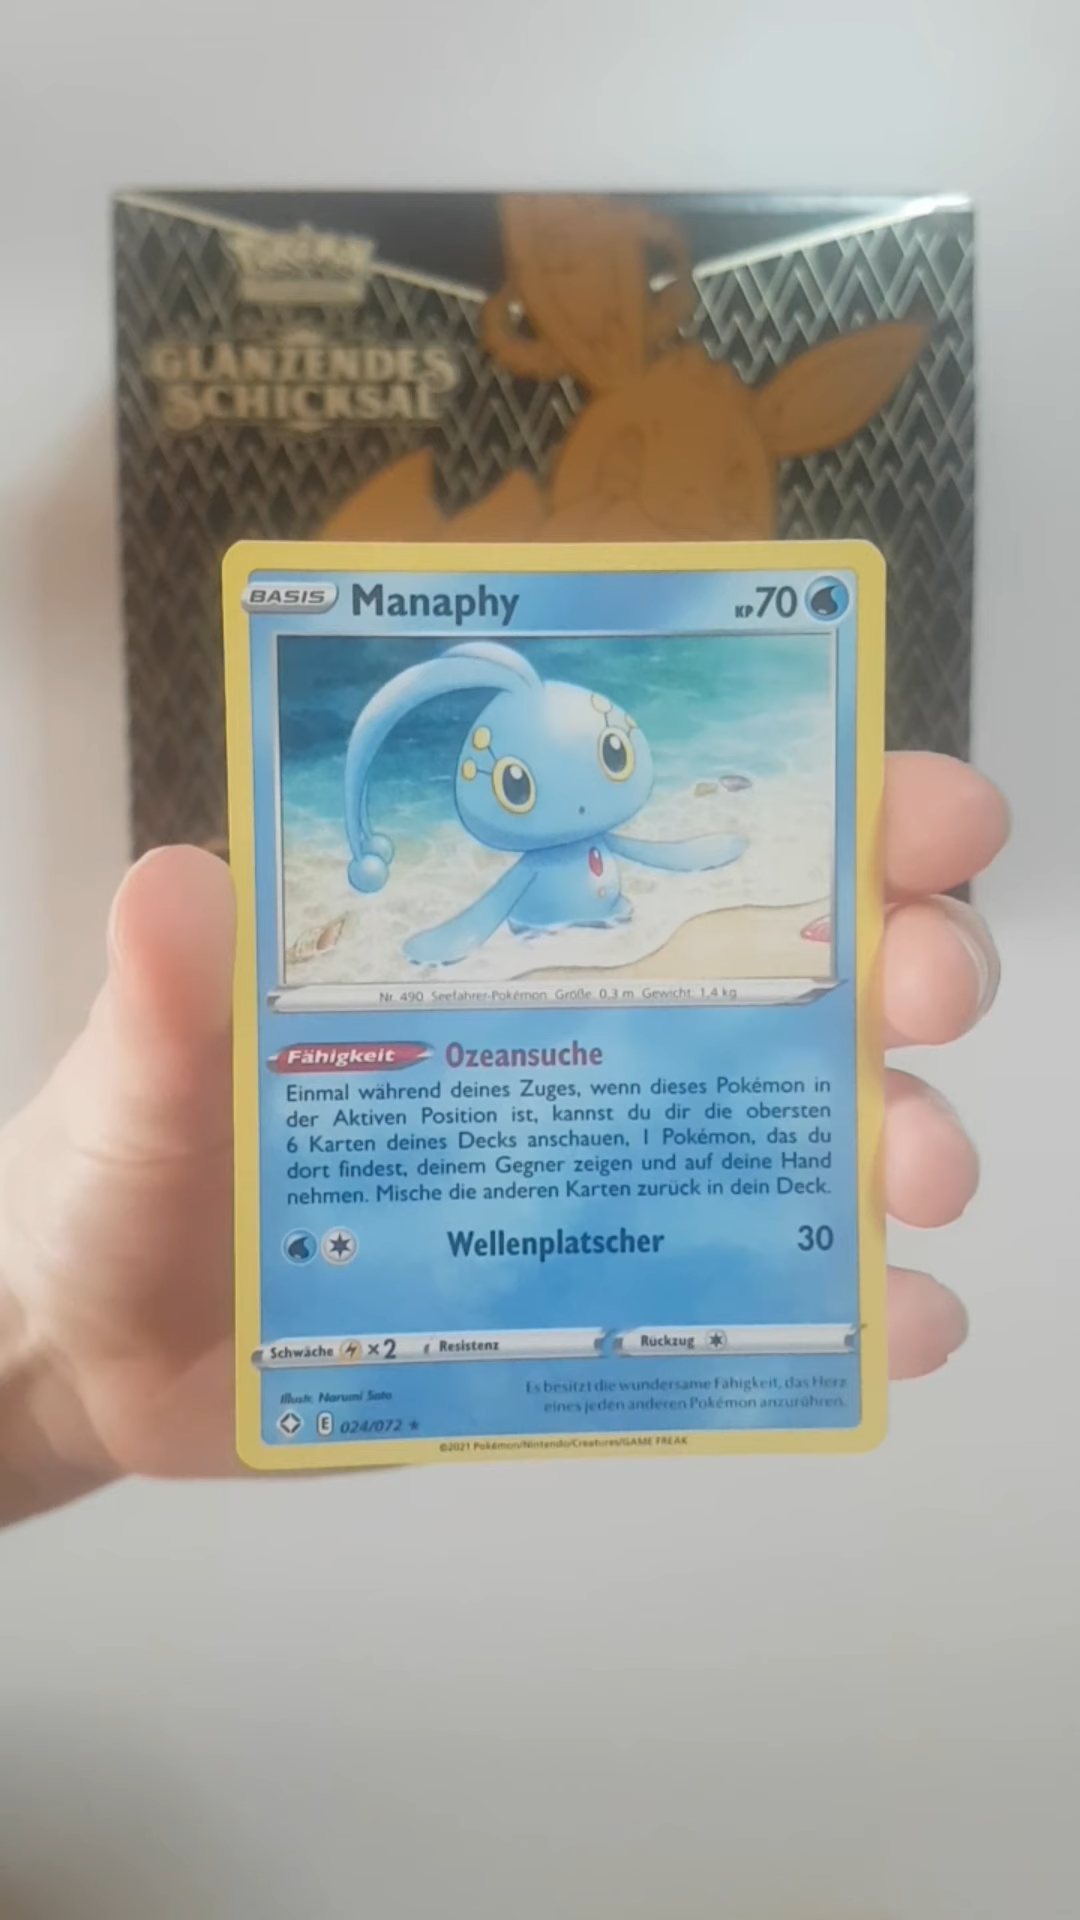 Pokémon
GLÄNZENDES
SCHICKSAL
BASIS Manaphy KP 70
Nr. 490 Seefahrer-Pokémon Größe: 0,3 m Gewicht: 1,4 kg
Fähigkeit Ozeansuche
Einmal während deines Zuges, wenn dieses Pokémon in
der Aktiven Position ist, kannst du dir die obersten
6 Karten deines Decks anschauen, 1 Pokémon, das du
dort findest, deinem Gegner zeigen und auf deine Hand
nehmen. Mische die anderen Karten zurück in dein Deck.
Wellenplatscher 30
Schwäche ×2 Resistenz Rückzug
Illustr. Narumi Sato
Es besitzt die wundersame Fähigkeit, das Herz
eines jeden anderen Pokémon anzurühren.
E 024/072 ★
©2021 Pokémon/Nintendo/Creatures/GAME FREAK